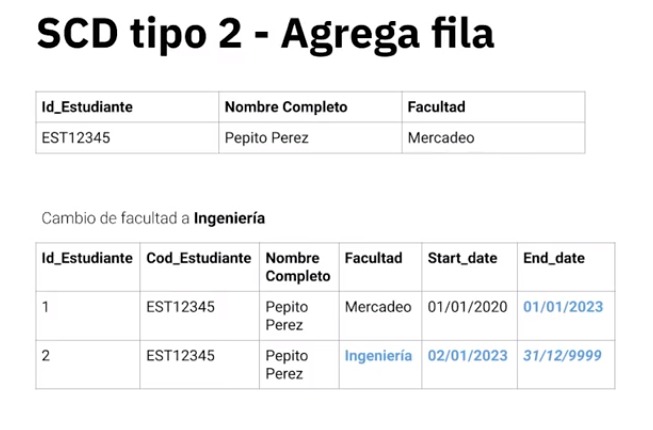 SCD tipo 2 - Agrega fila
Id_Estudiante Nombre Completo Facultad
EST12345 Pepito Perez Mercadeo
Cambio de facultad a Ingeniería
Id_Estudiante Cod_Estudiante Nombre Completo Facultad Start_date End_date
1 EST12345 Pepito Perez Mercadeo 01/01/2020 01/01/2023
2 EST12345 Pepito Perez Ingeniería 02/01/2023 31/12/9999